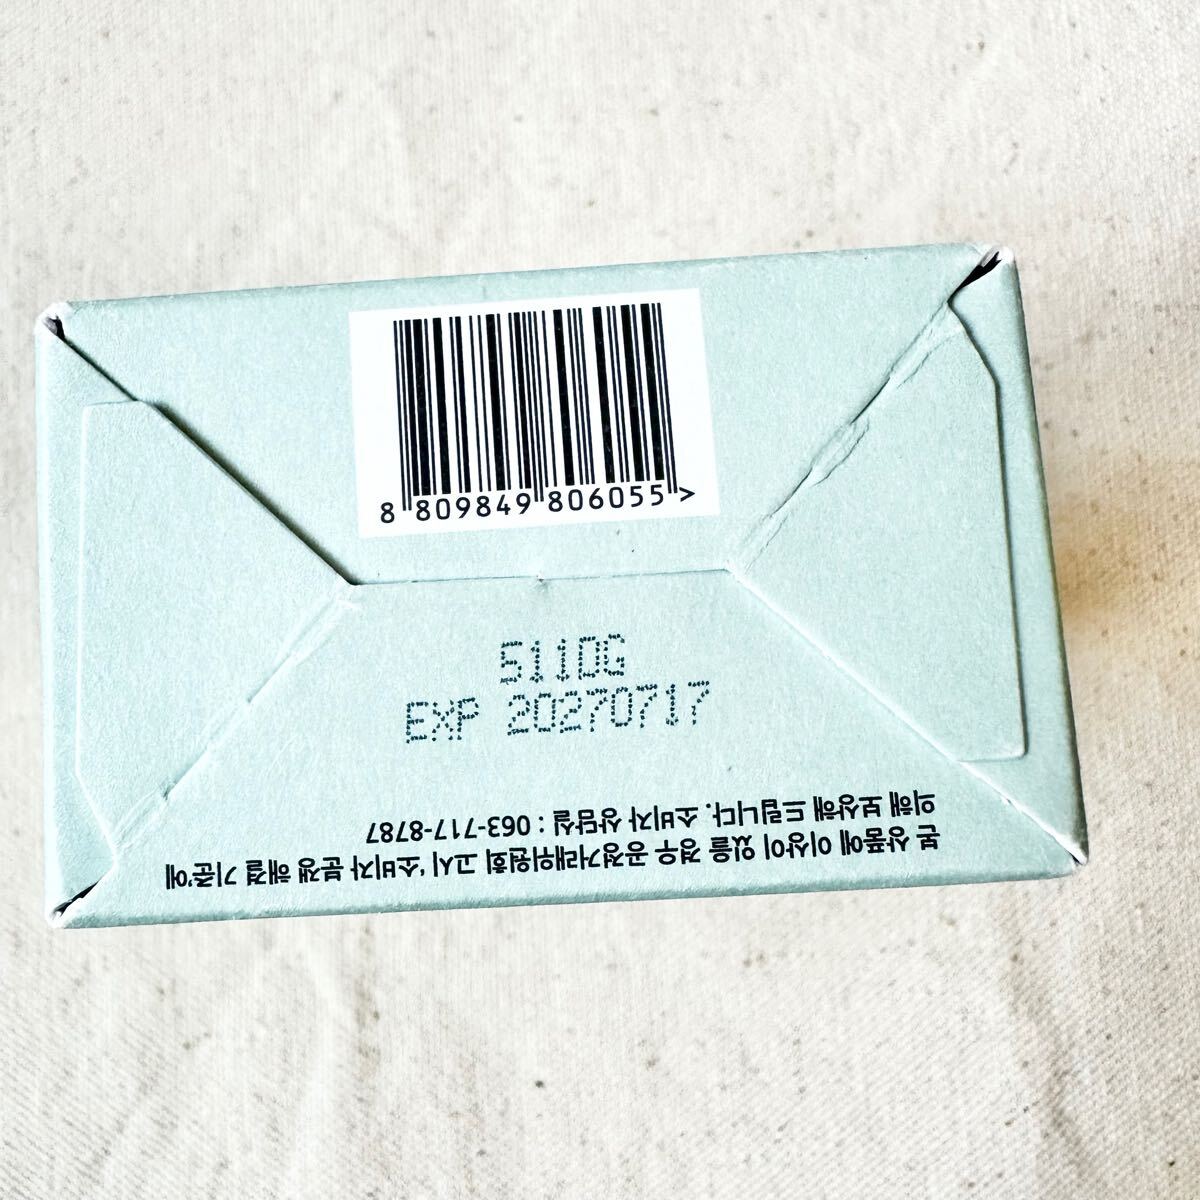 8 809849 806055 >
511DG
EXP 20270717
본 상품에 이상이 있을 경우 공정거래위원회 고시 '소비자 분쟁 해결 기준'에
의해 보상해 드립니다. 소비자 상담실 : 063-717-8787